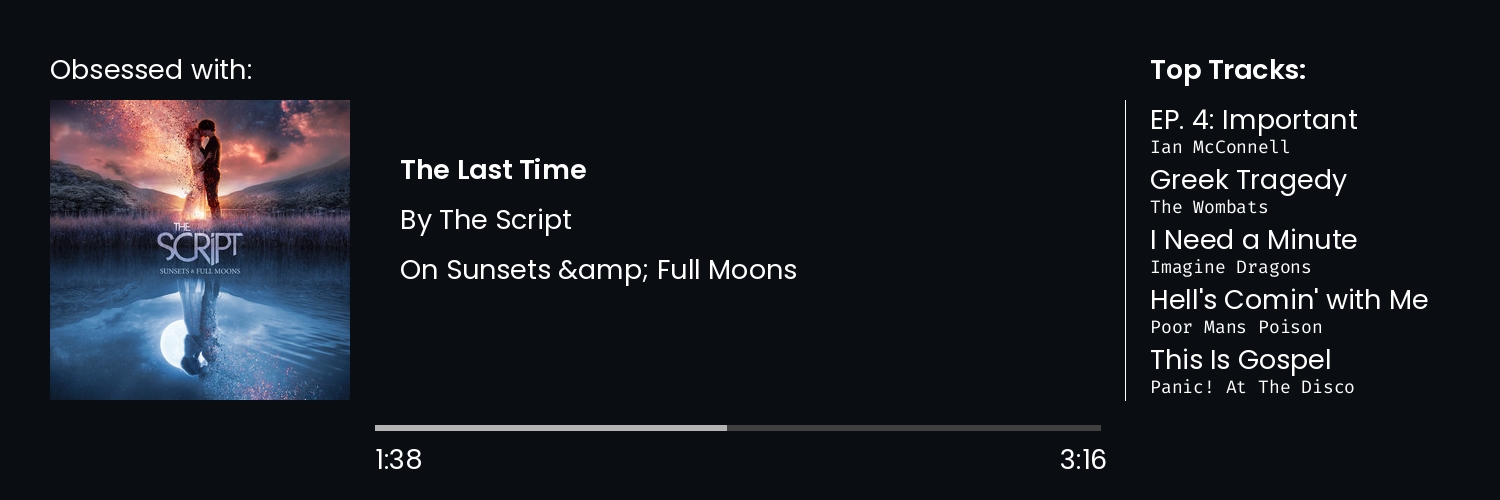 Obsessed with:
THE
SCRIPT
SUNSETS & FULL MOONS
The Last Time
By The Script
On Sunsets &amp; Full Moons
1:38
3:16
Top Tracks:
EP. 4: Important
Ian McConnell
Greek Tragedy
The Wombats
I Need a Minute
Imagine Dragons
Hell's Comin' with Me
Poor Mans Poison
This Is Gospel
Panic! At The Disco